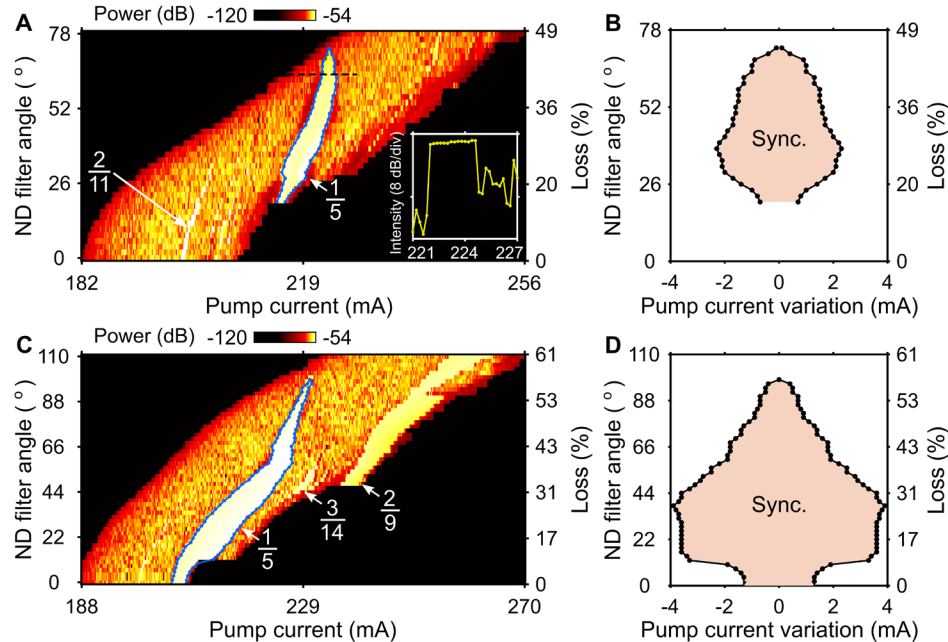 Power (dB) -120 -54
A
78
52
26
0
ND filter angle (°)
2
11
1
5
Intensity (8 dB/div)
221 224 227
49
36
20
0
Loss (%)
182 219 256
Pump current (mA)
B
78
52
26
0
ND filter angle (°)
Sync.
49
36
20
0
Loss (%)
-4 -2 0 2 4
Pump current variation (mA)
Power (dB) -120 -54
C
110
88
66
44
22
0
ND filter angle (°)
1
5
3
14
2
9
61
53
43
31
17
0
Loss (%)
188 229 270
Pump current (mA)
D
110
88
66
44
22
0
ND filter angle (°)
Sync.
61
53
43
31
17
0
Loss (%)
-4 -2 0 2 4
Pump current variation (mA)